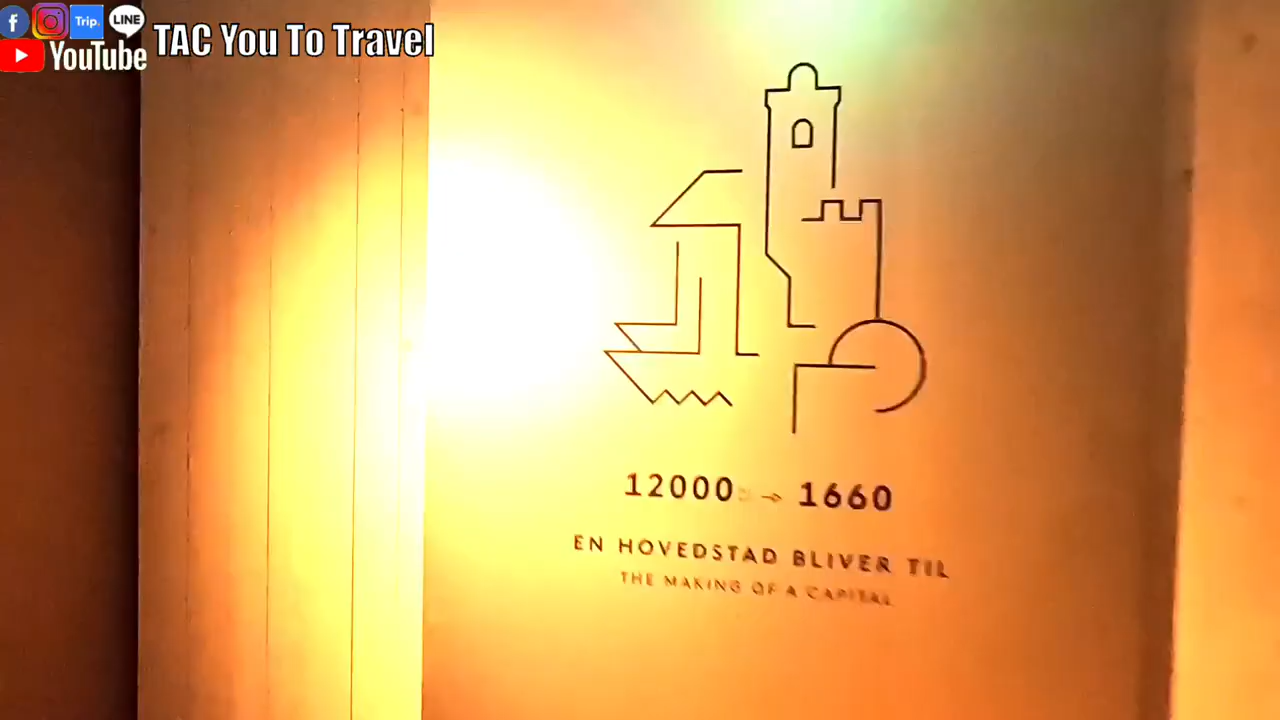 Trip.
LINE
YouTube
TAC You To Travel
12000 → 1660
EN HOVEDSTAD BLIVER TIL
THE MAKING OF A CAPITAL